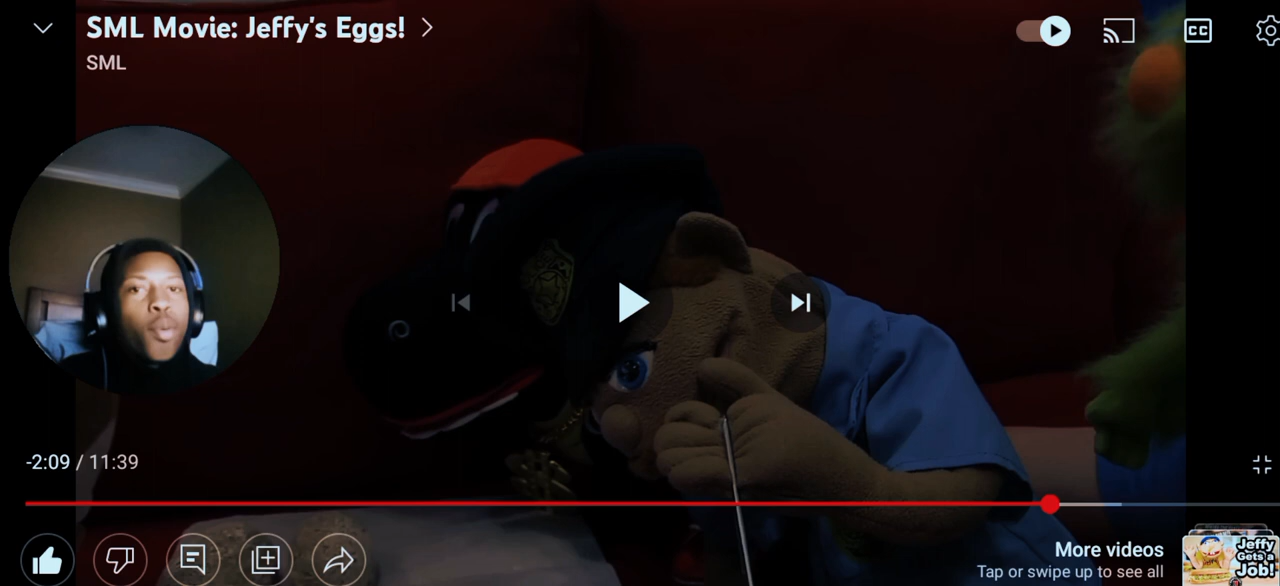 SML Movie: Jeffy's Eggs!
SML
CC
-2:09 / 11:39
More videos
Tap or swipe up to see all
Jeffy
Gets a
Job!